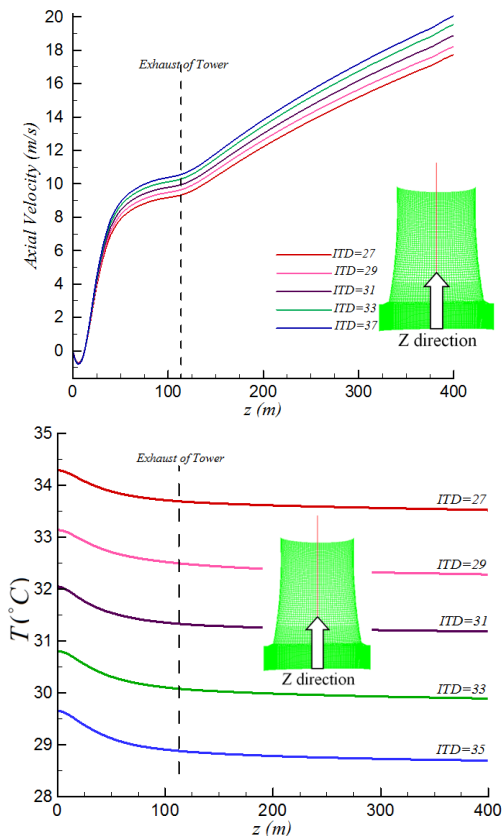 20
18
16
14
12
10
8
6
4
2
0
Axial Velocity (m/s)
Exhaust of Tower
ITD=27
ITD=29
ITD=31
ITD=33
ITD=37
Z direction
0
100
200
300
400
z (m)
35
34
33
32
31
30
29
28
T(°C)
Exhaust of Tower
ITD=27
ITD=29
ITD=31
ITD=33
ITD=35
Z direction
0
100
200
300
400
z (m)